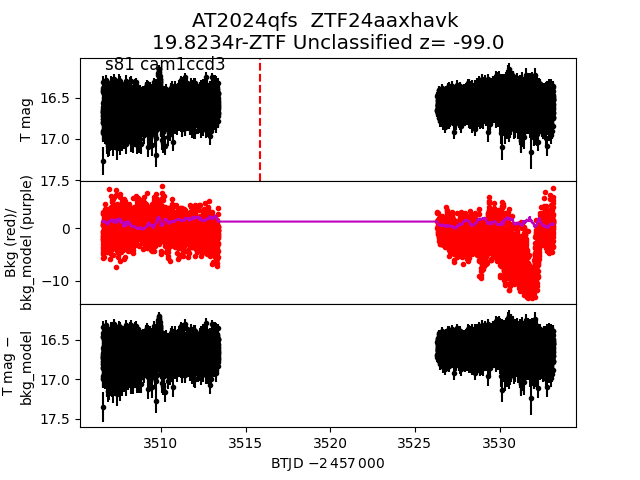 AT2024qfs  ZTF24aaxhavk
19.8234r-ZTF Unclassified z= -99.0
s81 cam1ccd3
16.5
17.0
17.5
T mag
0
−10
Bkg (red)/
bkg_model (purple)
16.5
17.0
17.5
T mag −
bkg_model
3510
3515
3520
3525
3530
BTJD −2 457 000